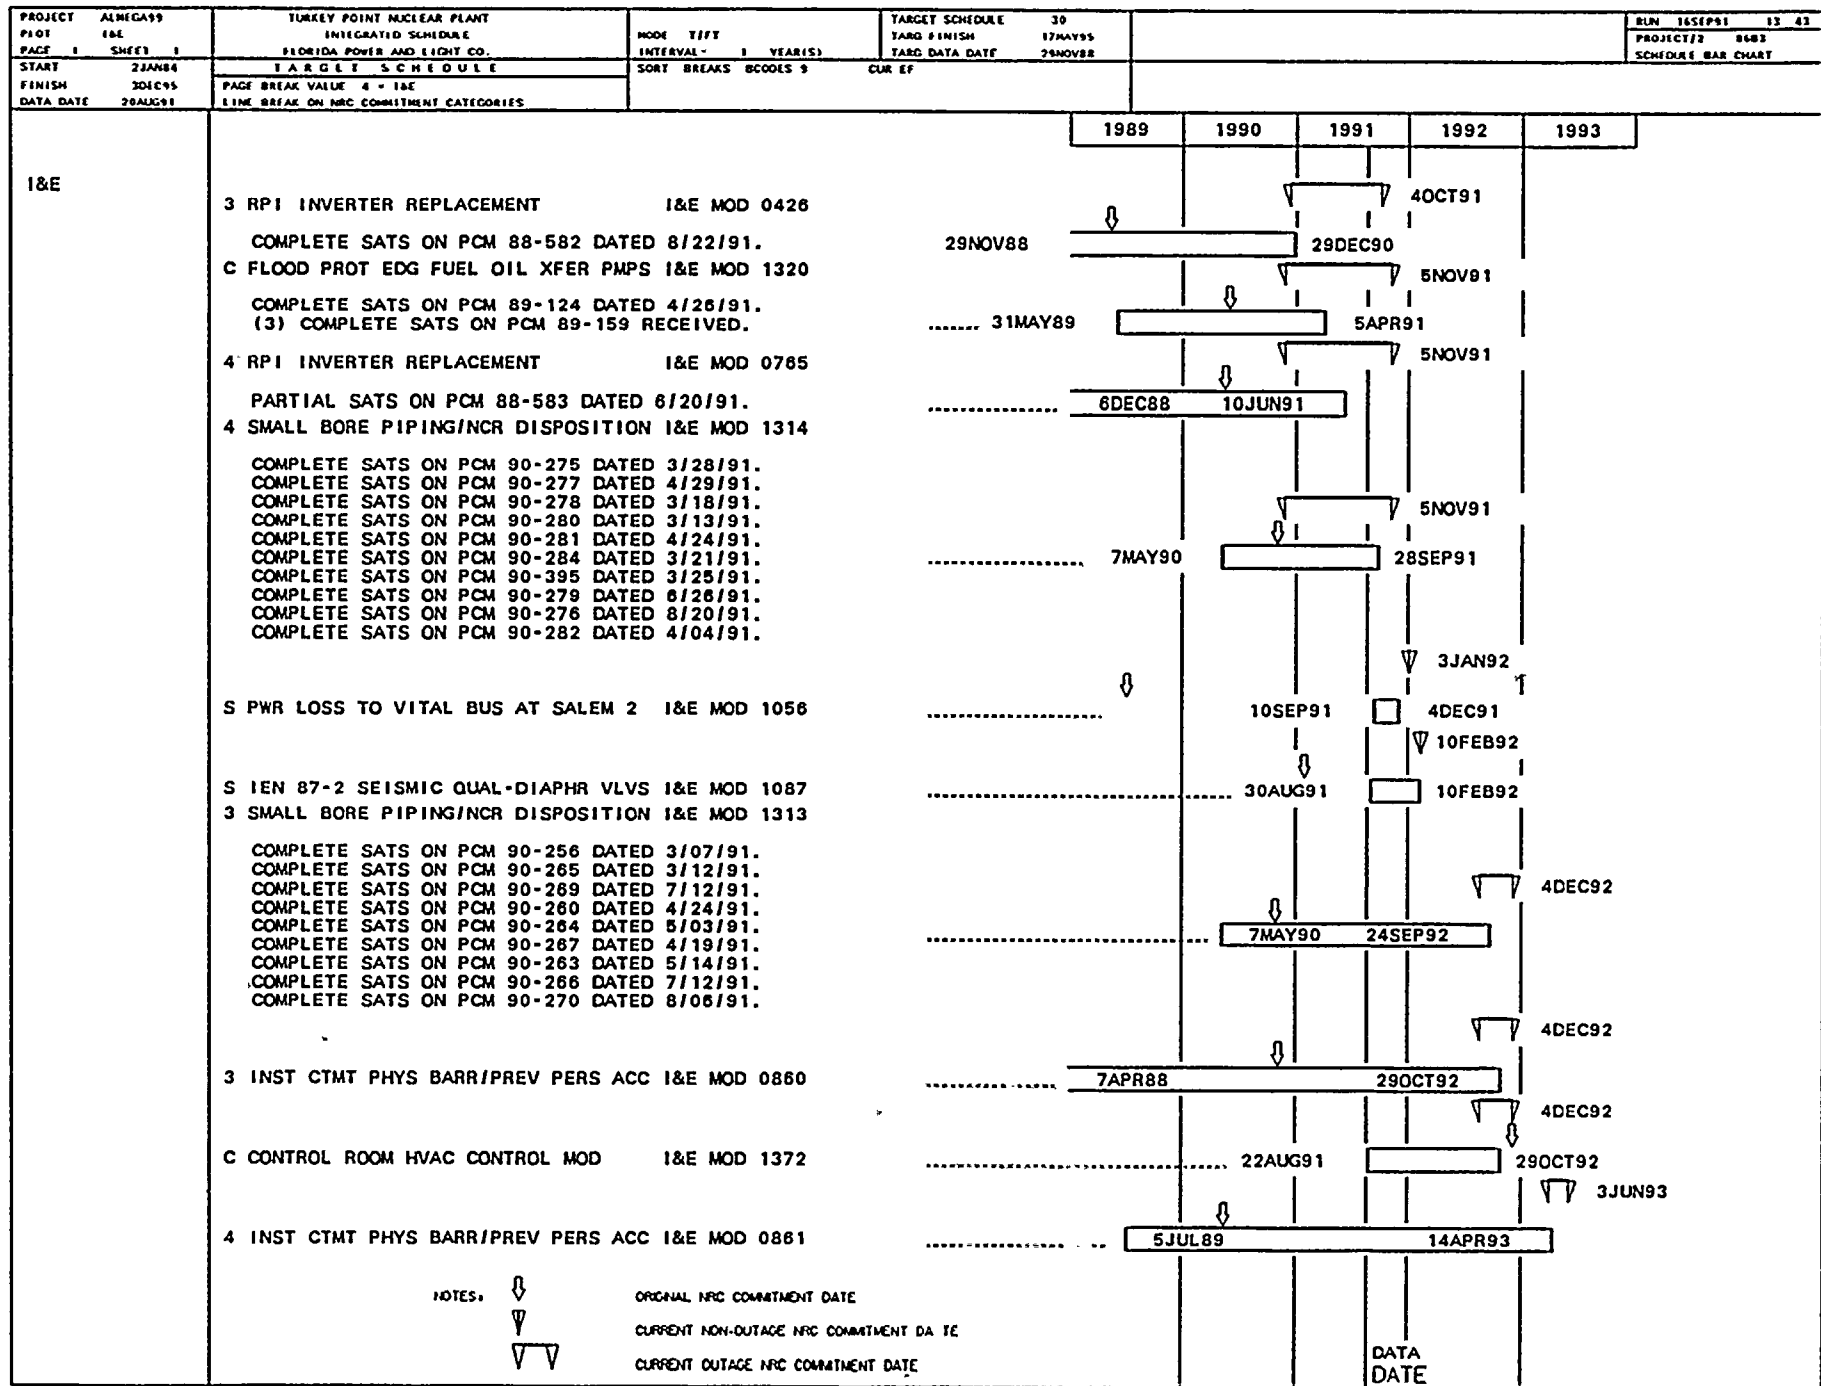 PROJECT ALNEGA99
PLOT I&E
PAGE 1 SHEET 1
START 2JAN84
FINISH 3DEC95
DATA DATE 20AUG91
TURKEY POINT NUCLEAR PLANT
INTEGRATED SCHEDULE
FLORIDA POWER AND LIGHT CO.
TARGET SCHEDULE
PAGE BREAK VALUE 4 = I&E
LINE BREAK ON NRC COMMITMENT CATEGORIES
MODE T/FT
INTERVAL- 1 YEAR(S)
SORT BREAKS BCODES 9 CUR EF
TARGET SCHEDULE 30
TARG FINISH 17MAY95
TARG DATA DATE 29NOV88
RUN 16SEP91 13 43
PROJECT/2 8683
SCHEDULE BAR CHART
1989 1990 1991 1992 1993
I&E
4OCT91
3 RPI INVERTER REPLACEMENT I&E MOD 0426
COMPLETE SATS ON PCM 88-582 DATED 8/22/91. 29NOV88 29DEC90
C FLOOD PROT EDG FUEL OIL XFER PMPS I&E MOD 1320 5NOV91
COMPLETE SATS ON PCM 89-124 DATED 4/26/91.
(3) COMPLETE SATS ON PCM 89-159 RECEIVED. 31MAY89 5APR91
4 RPI INVERTER REPLACEMENT I&E MOD 0765 5NOV91
PARTIAL SATS ON PCM 88-583 DATED 6/20/91. 6DEC88 10JUN91
4 SMALL BORE PIPING/NCR DISPOSITION I&E MOD 1314
COMPLETE SATS ON PCM 90-275 DATED 3/28/91.
COMPLETE SATS ON PCM 90-277 DATED 4/29/91.
COMPLETE SATS ON PCM 90-278 DATED 3/18/91. 5NOV91
COMPLETE SATS ON PCM 90-280 DATED 3/13/91.
COMPLETE SATS ON PCM 90-281 DATED 4/24/91.
COMPLETE SATS ON PCM 90-284 DATED 3/21/91. 7MAY90 28SEP91
COMPLETE SATS ON PCM 90-395 DATED 3/25/91.
COMPLETE SATS ON PCM 90-279 DATED 6/26/91.
COMPLETE SATS ON PCM 90-276 DATED 8/20/91.
COMPLETE SATS ON PCM 90-282 DATED 4/04/91.
3JAN92
S PWR LOSS TO VITAL BUS AT SALEM 2 I&E MOD 1056 10SEP91 4DEC91
10FEB92
S IEN 87-2 SEISMIC QUAL-DIAPHR VLVS I&E MOD 1087 30AUG91 10FEB92
3 SMALL BORE PIPING/NCR DISPOSITION I&E MOD 1313
COMPLETE SATS ON PCM 90-256 DATED 3/07/91.
COMPLETE SATS ON PCM 90-265 DATED 3/12/91.
COMPLETE SATS ON PCM 90-269 DATED 7/12/91. 4DEC92
COMPLETE SATS ON PCM 90-260 DATED 4/24/91.
COMPLETE SATS ON PCM 90-264 DATED 5/03/91.
COMPLETE SATS ON PCM 90-267 DATED 4/19/91. 7MAY90 24SEP92
COMPLETE SATS ON PCM 90-263 DATED 5/14/91.
COMPLETE SATS ON PCM 90-266 DATED 7/12/91.
COMPLETE SATS ON PCM 90-270 DATED 8/06/91.
4DEC92
3 INST CTMT PHYS BARR/PREV PERS ACC I&E MOD 0860 7APR88 29OCT92
4DEC92
C CONTROL ROOM HVAC CONTROL MOD I&E MOD 1372 22AUG91 29OCT92
3JUN93
4 INST CTMT PHYS BARR/PREV PERS ACC I&E MOD 0861 5JUL89 14APR93
NOTES: ORIGINAL NRC COMMITMENT DATE
CURRENT NON-OUTAGE NRC COMMITMENT DA TE
CURRENT OUTAGE NRC COMMITMENT DATE
DATA
DATE